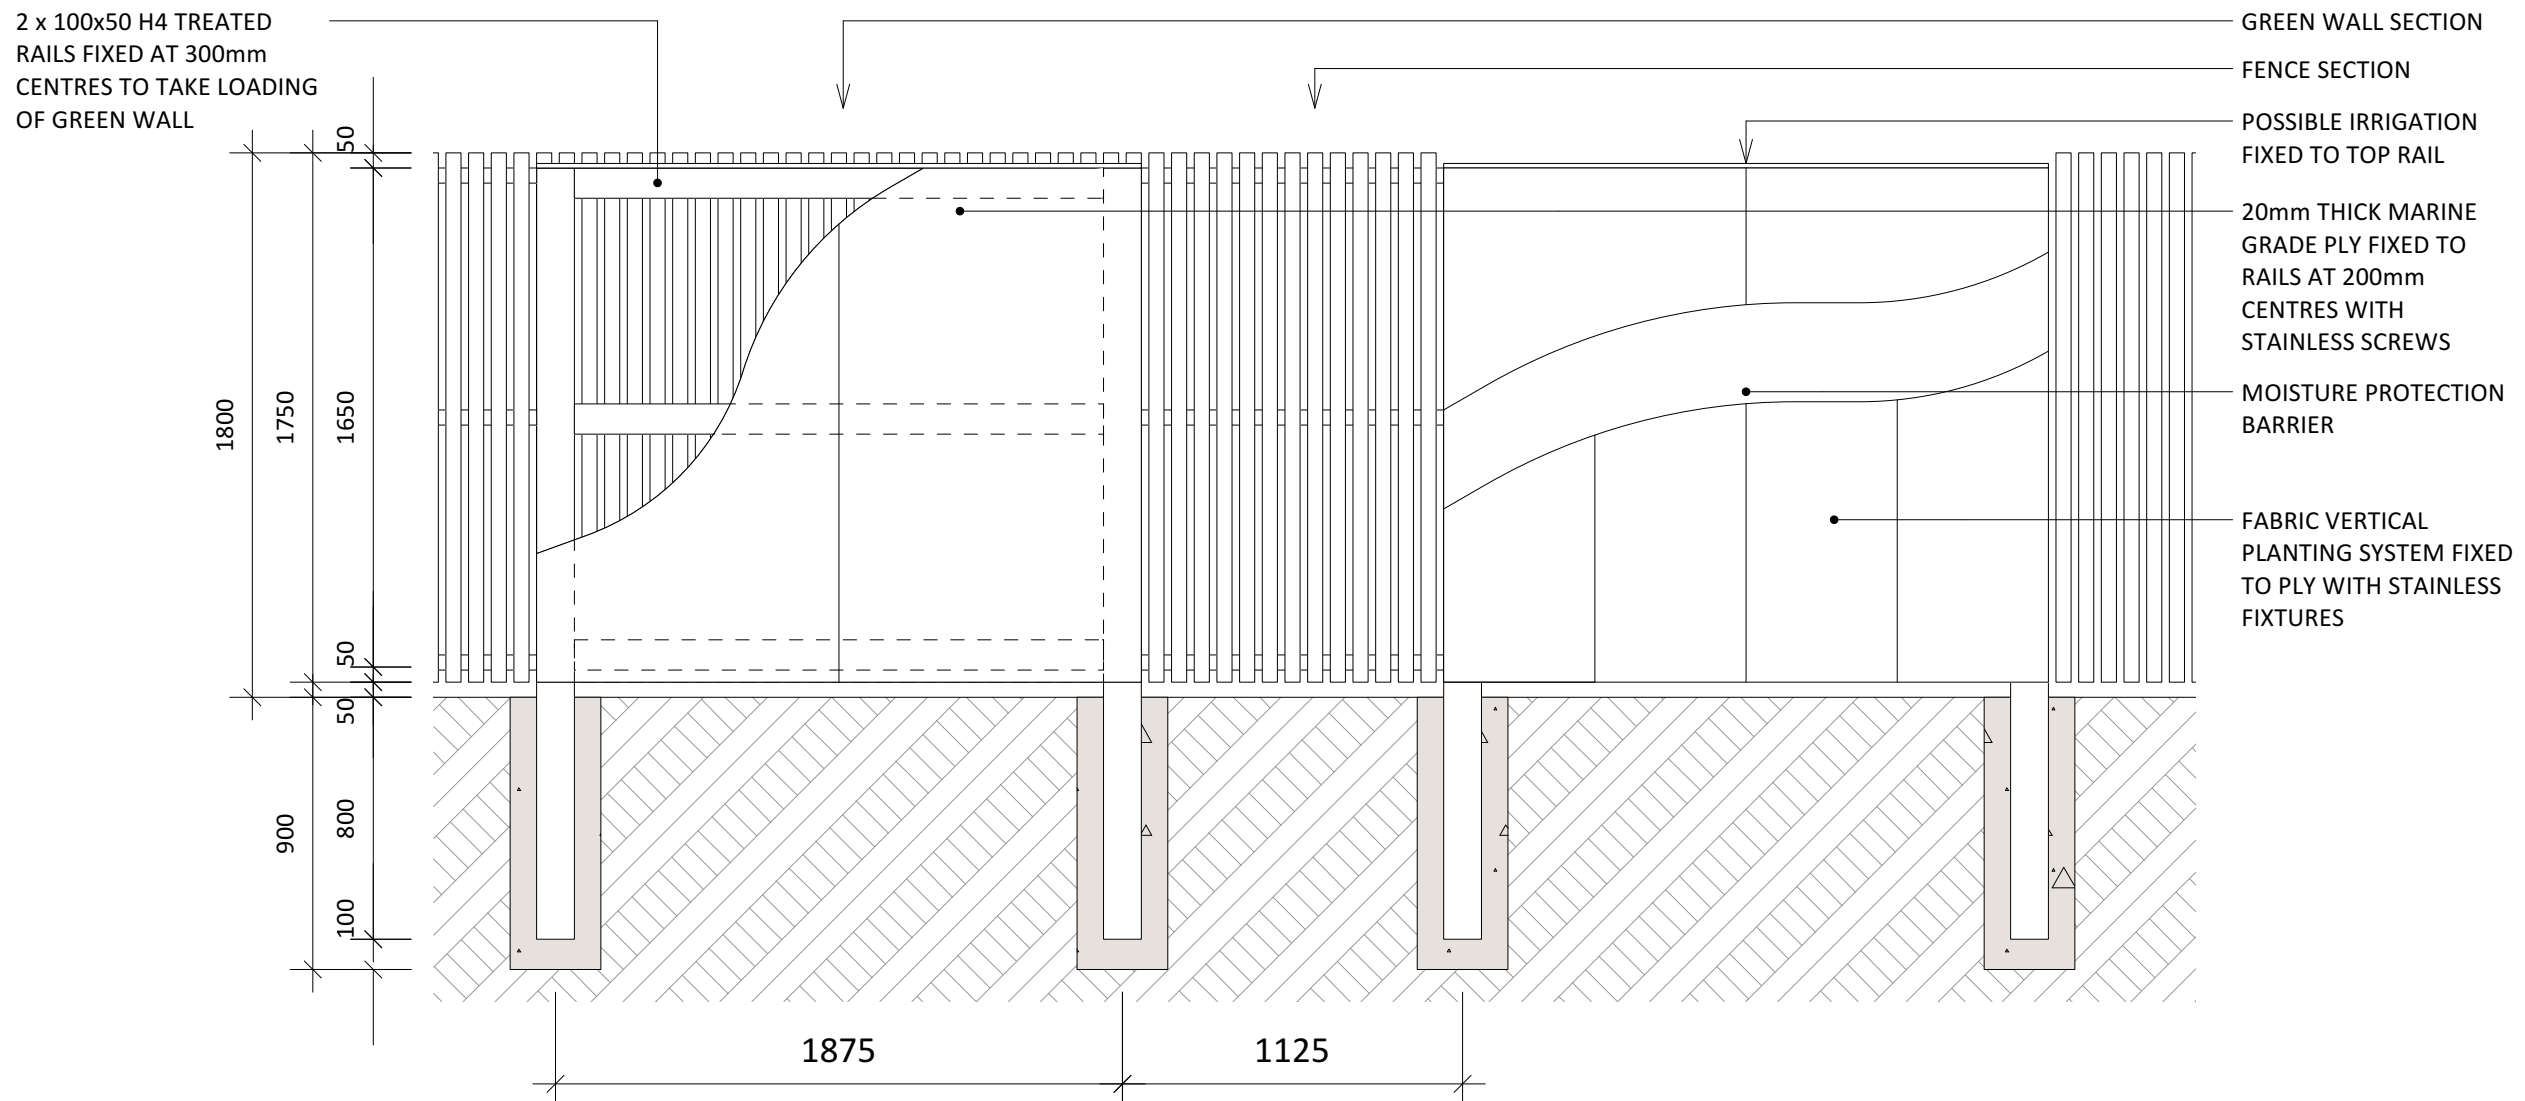 2 x 100x50 H4 TREATED
RAILS FIXED AT 300mm
CENTRES TO TAKE LOADING
OF GREEN WALL
GREEN WALL SECTION
FENCE SECTION
POSSIBLE IRRIGATION
FIXED TO TOP RAIL
20mm THICK MARINE
GRADE PLY FIXED TO
RAILS AT 200mm
CENTRES WITH
STAINLESS SCREWS
MOISTURE PROTECTION
BARRIER
FABRIC VERTICAL
PLANTING SYSTEM FIXED
TO PLY WITH STAINLESS
FIXTURES
1800
1750
50
1650
50
50
900
800
100
1875
1125